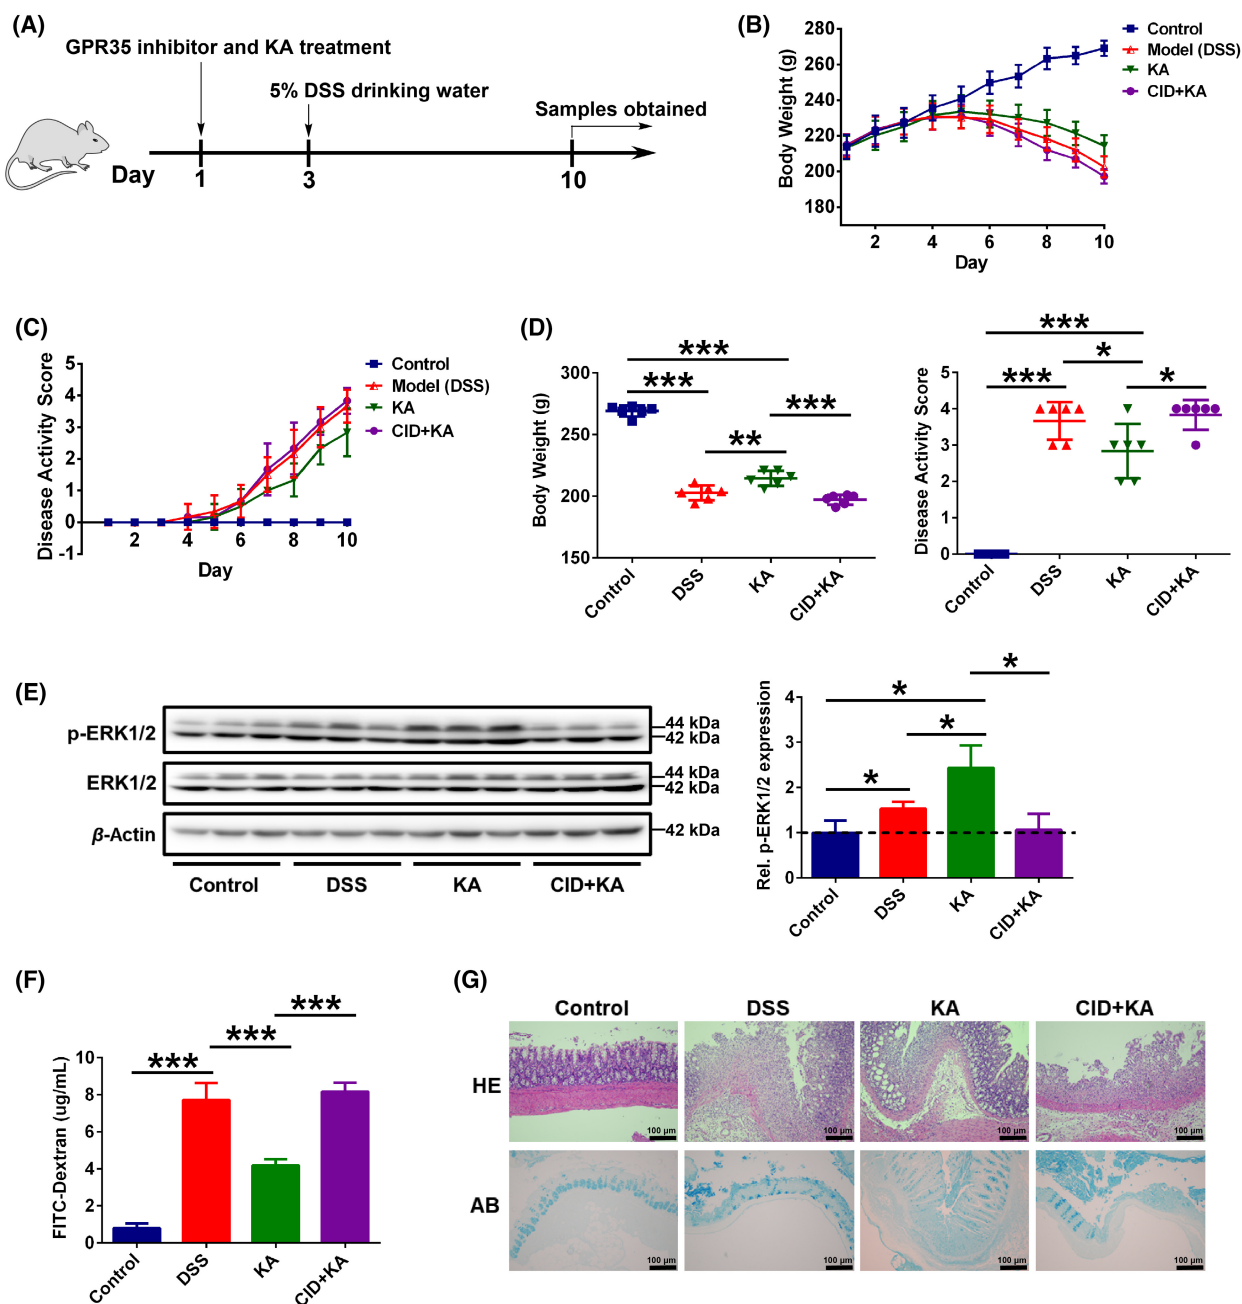 (A)
GPR35 inhibitor and KA treatment
5% DSS drinking water
Samples obtained
Day
1
3
10
(B)
Body Weight (g)
280
260
240
220
200
180
2
4
6
8
10
Day
Control
Model (DSS)
KA
CID+KA
(C)
Disease Activity Score
5
4
3
2
1
0
-1
2
4
6
8
10
Day
Control
Model (DSS)
KA
CID+KA
(D)
Body Weight (g)
300
250
200
150
***
***
***
**
Control
DSS
KA
CID+KA
Disease Activity Score
5
4
3
2
1
0
***
*
***
*
Control
DSS
KA
CID+KA
(E)
p-ERK1/2
44 kDa
42 kDa
ERK1/2
44 kDa
42 kDa
β-Actin
42 kDa
Control
DSS
KA
CID+KA
Rel. p-ERK1/2 expression
4
3
2
1
0
*
*
*
*
Control
DSS
KA
CID+KA
(F)
FITC-Dextran (ug/mL)
10
8
6
4
2
0
***
***
***
Control
DSS
KA
CID+KA
(G)
Control
DSS
KA
CID+KA
HE
100 μm
100 μm
100 μm
100 μm
AB
100 μm
100 μm
100 μm
100 μm